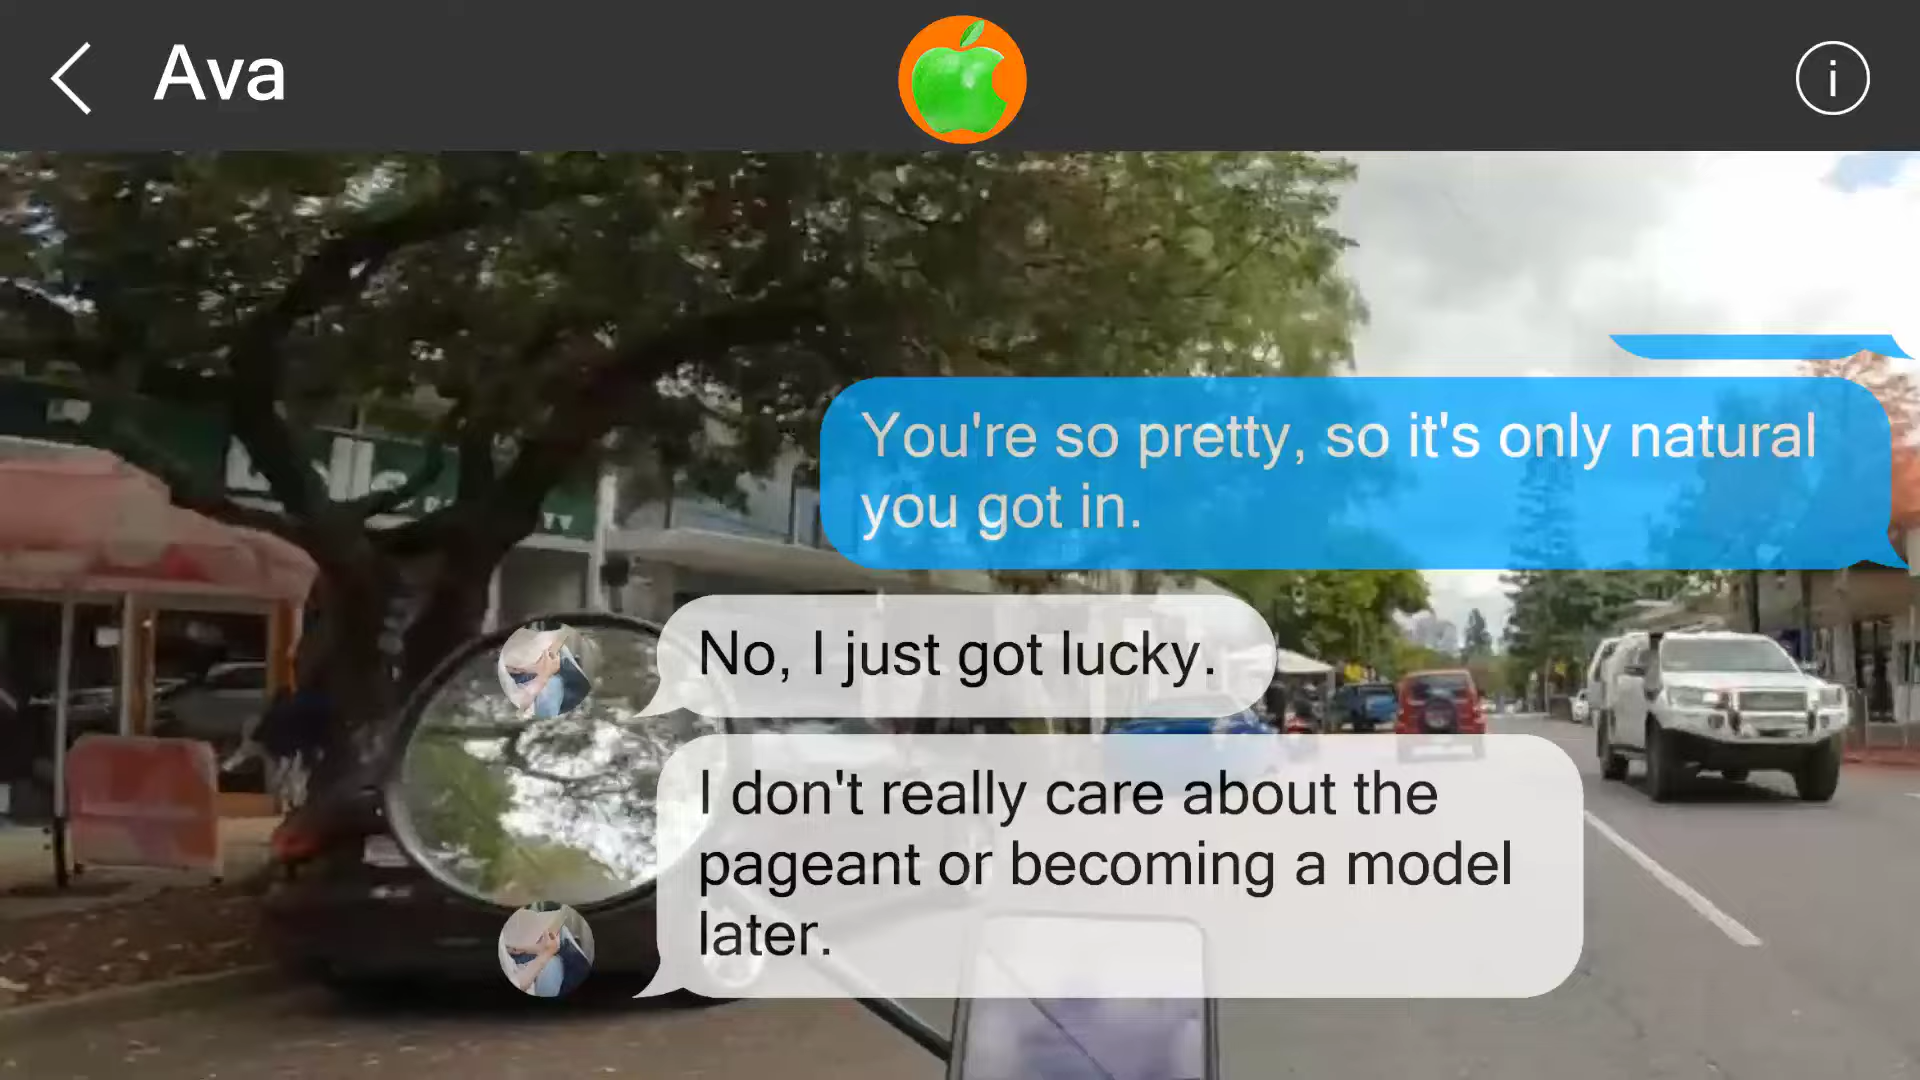 Ava
i
You're so pretty, so it's only natural
you got in.
No, I just got lucky.
I don't really care about the
pageant or becoming a model
later.